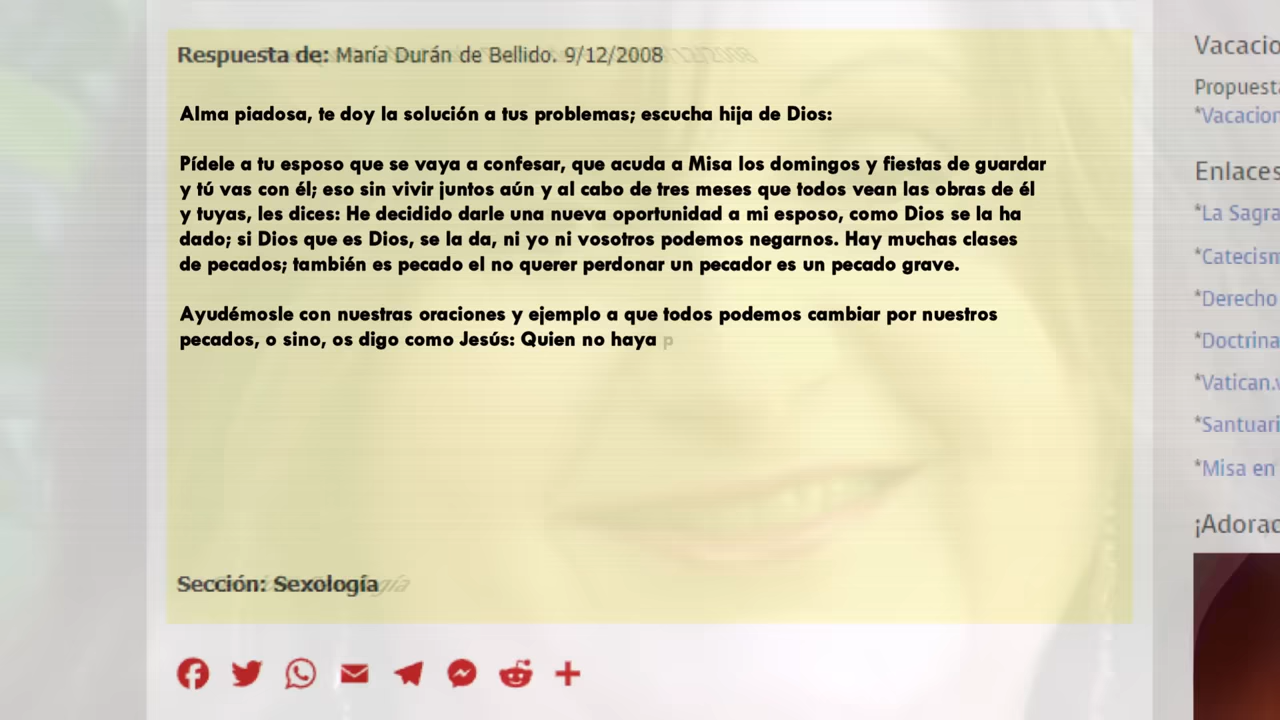 Respuesta de: María Durán de Bellido. 9/12/2008
Alma piadosa, te doy la solución a tus problemas; escucha hija de Dios:
Pídele a tu esposo que se vaya a confesar, que acuda a Misa los domingos y fiestas de guardar
y tú vas con él; eso sin vivir juntos aún y al cabo de tres meses que todos vean las obras de él
y tuyas, les dices: He decidido darle una nueva oportunidad a mi esposo, como Dios se la ha
dado; si Dios que es Dios, se la da, ni yo ni vosotros podemos negarnos. Hay muchas clases
de pecados; también es pecado el no querer perdonar un pecador es un pecado grave.
Ayudémosle con nuestras oraciones y ejemplo a que todos podemos cambiar por nuestros
pecados, o sino, os digo como Jesús: Quien no haya p
Sección: Sexología
Vacacio
Propuest
*Vacacion
Enlaces
*La Sagra
*Catecism
*Derecho
*Doctrina
*Vatican.v
*Santuari
*Misa en
¡Adorac